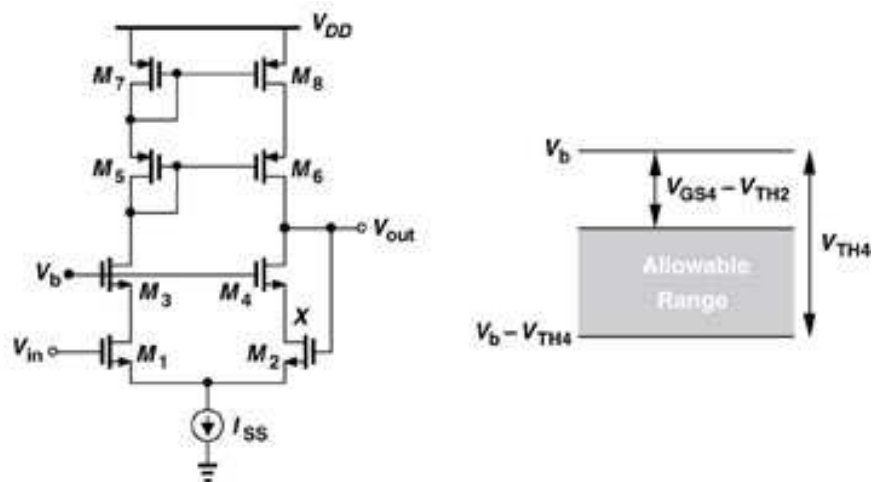 V_DD
M_7
M_8
M_5
M_6
V_out
V_b
M_3
M_4
X
V_in
M_1
M_2
I_SS
V_b
V_GS4 – V_TH2
V_TH4
Allowable
Range
V_b – V_TH4